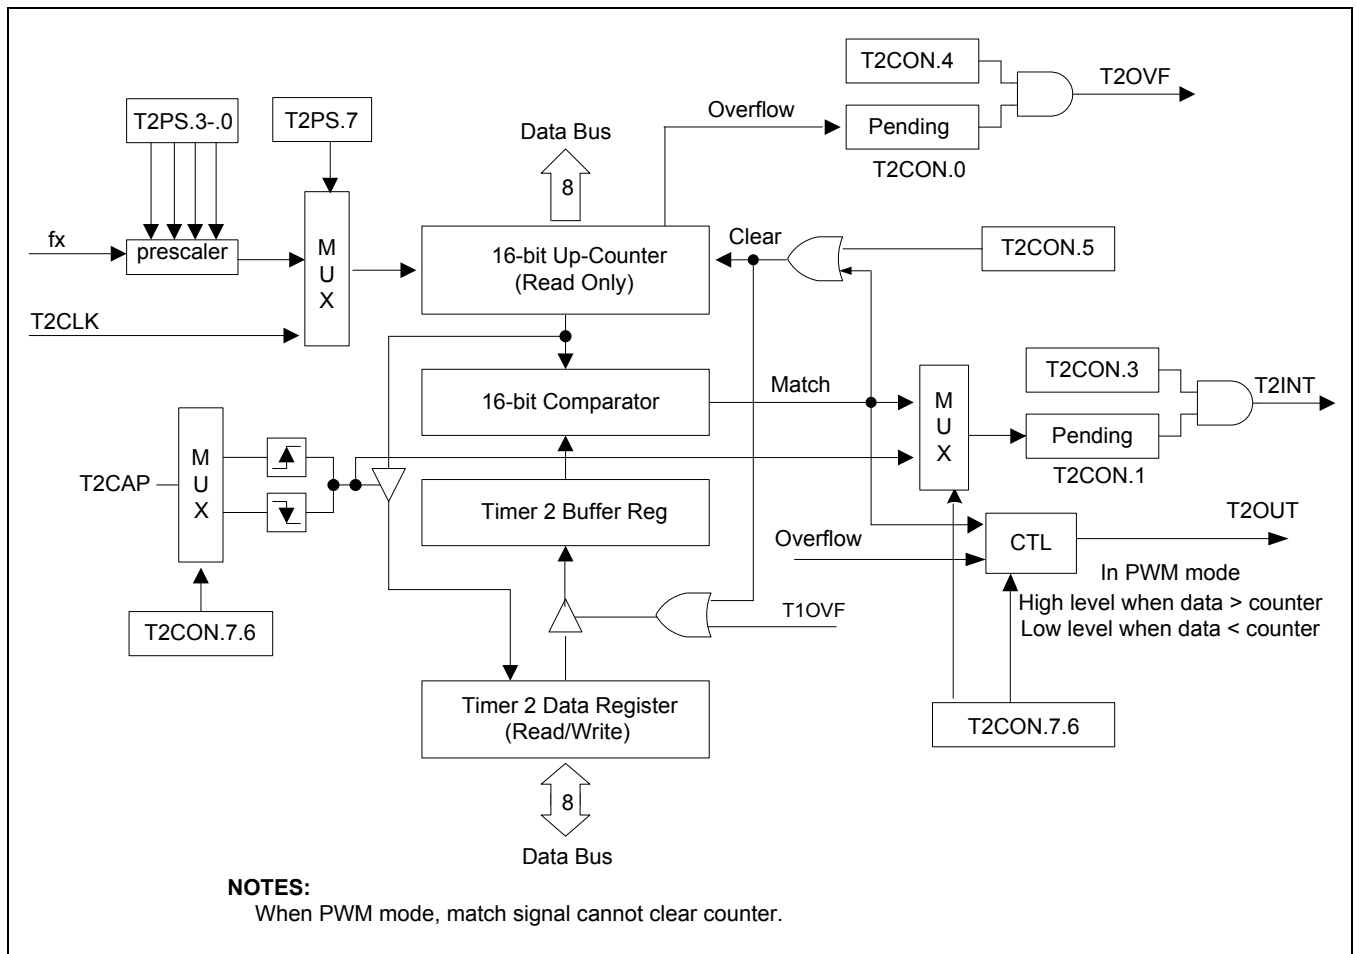 T2CON.4
T2OVF
T2PS.3-.0
T2PS.7
Overflow
Pending
Data Bus
T2CON.0
8
fx
prescaler
M
U
X
16-bit Up-Counter
(Read Only)
Clear
T2CON.5
T2CLK
T2CON.3
T2INT
16-bit Comparator
Match
M
U
X
Pending
T2CON.1
T2CAP
M
U
X
Timer 2 Buffer Reg
T2OUT
Overflow
CTL
In PWM mode
High level when data > counter
Low level when data < counter
T2CON.7.6
T1OVF
Timer 2 Data Register
(Read/Write)
T2CON.7.6
8
Data Bus
NOTES:
When PWM mode, match signal cannot clear counter.